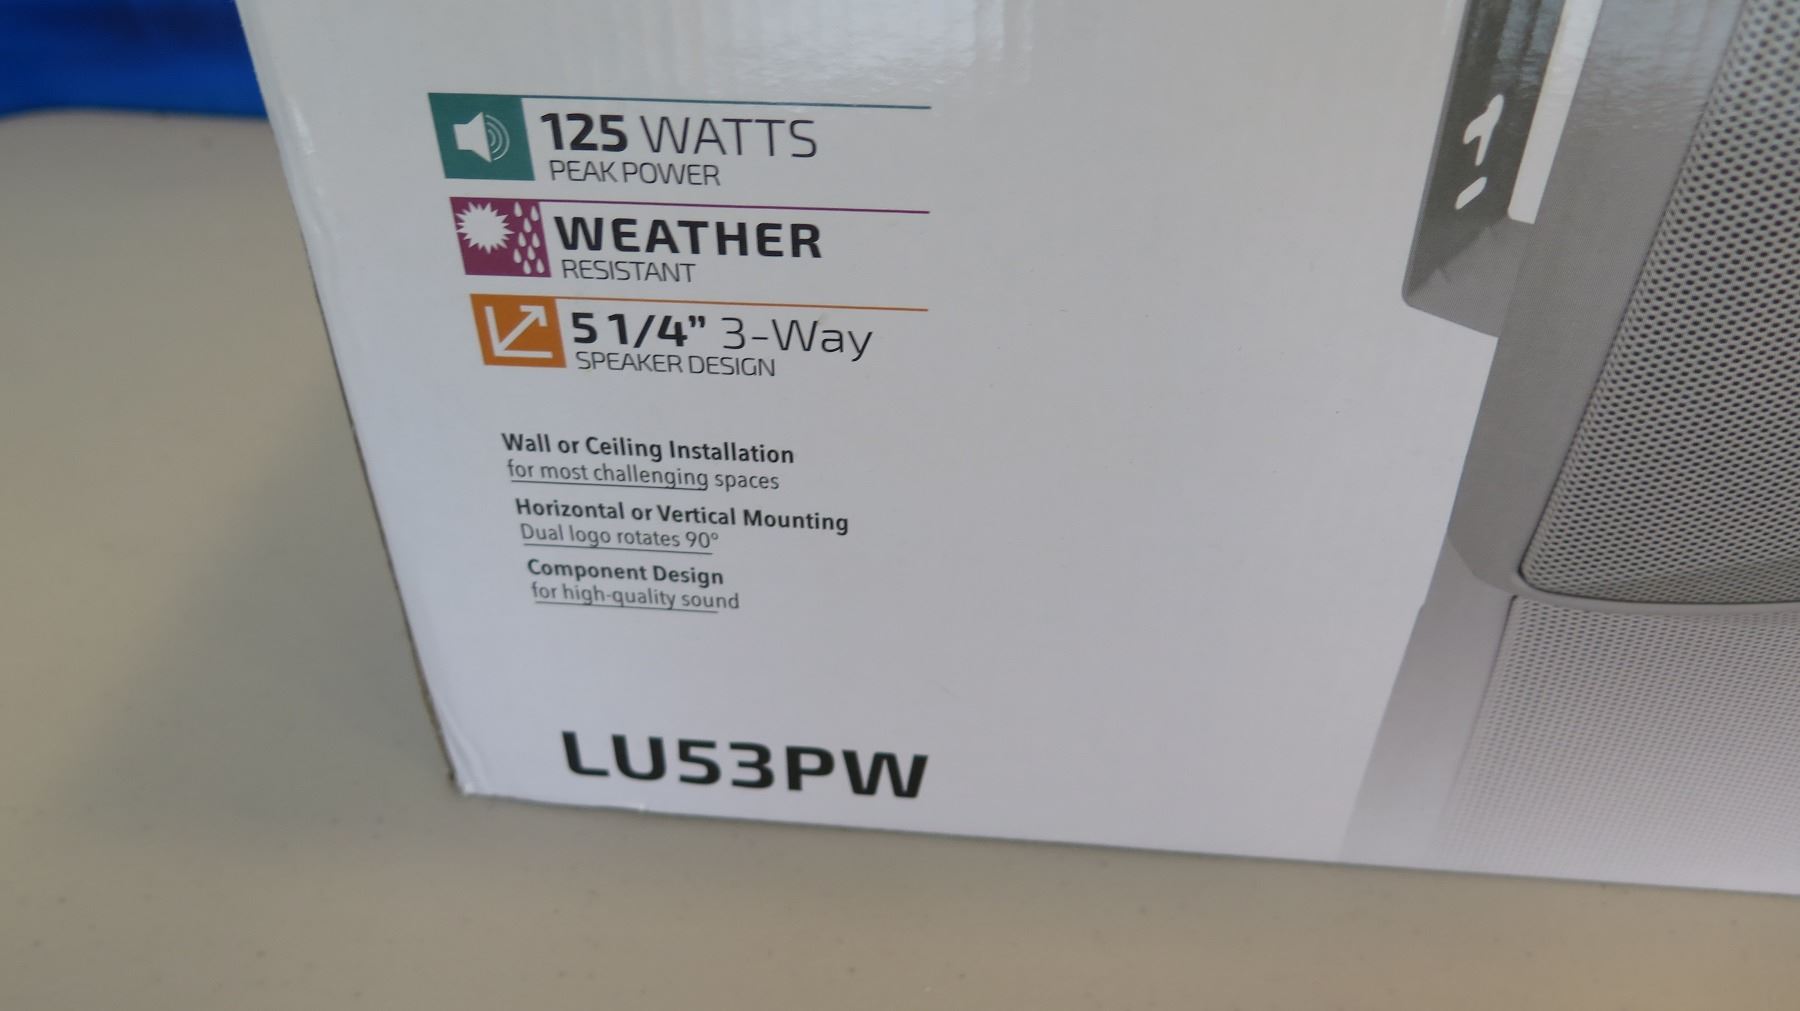 125 WATTS
PEAK POWER
WEATHER
RESISTANT
5 1/4” 3-Way
SPEAKER DESIGN
Wall or Ceiling Installation
for most challenging spaces
Horizontal or Vertical Mounting
Dual logo rotates 90°
Component Design
for high-quality sound
LU53PW